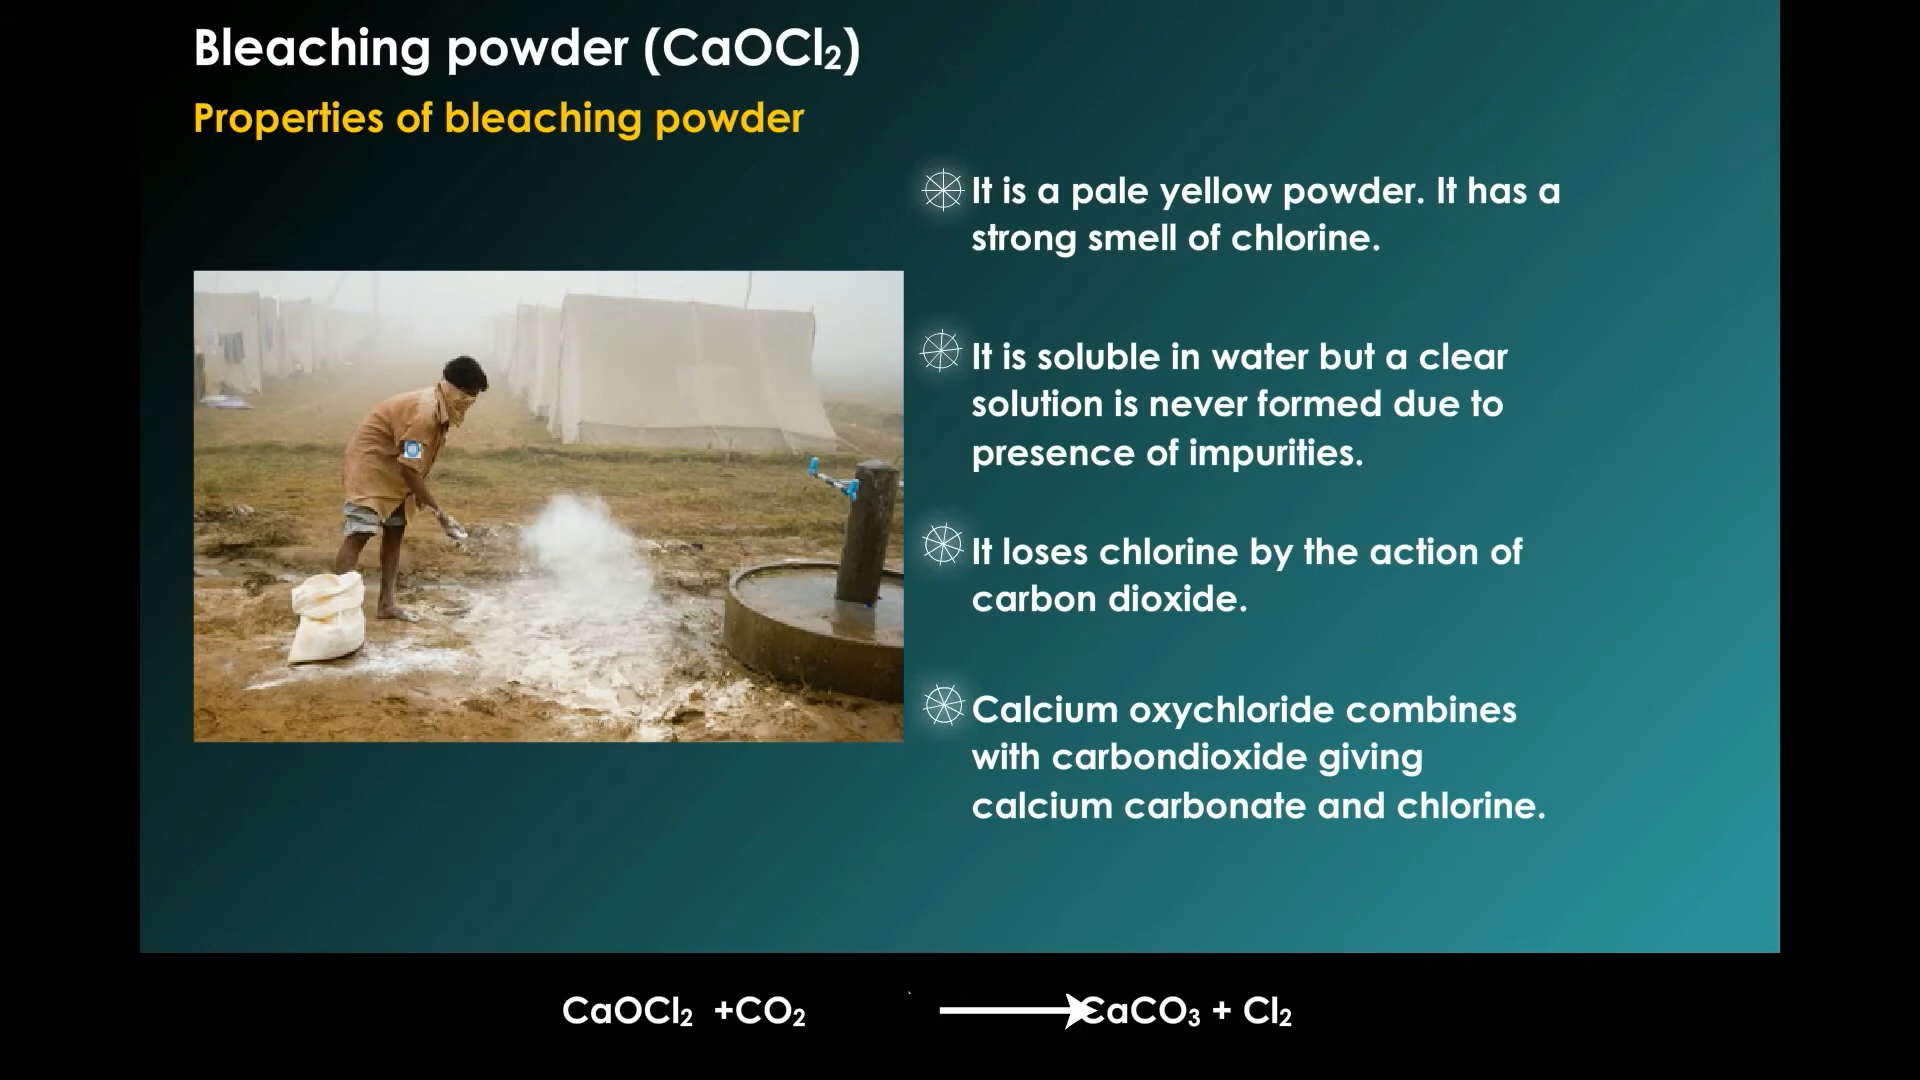 Bleaching powder (CaOCl₂)
Properties of bleaching powder
It is a pale yellow powder. It has a
strong smell of chlorine.
It is soluble in water but a clear
solution is never formed due to
presence of impurities.
It loses chlorine by the action of
carbon dioxide.
Calcium oxychloride combines
with carbondioxide giving
calcium carbonate and chlorine.
CaOCl₂ +CO₂ → CaCO₃ + Cl₂